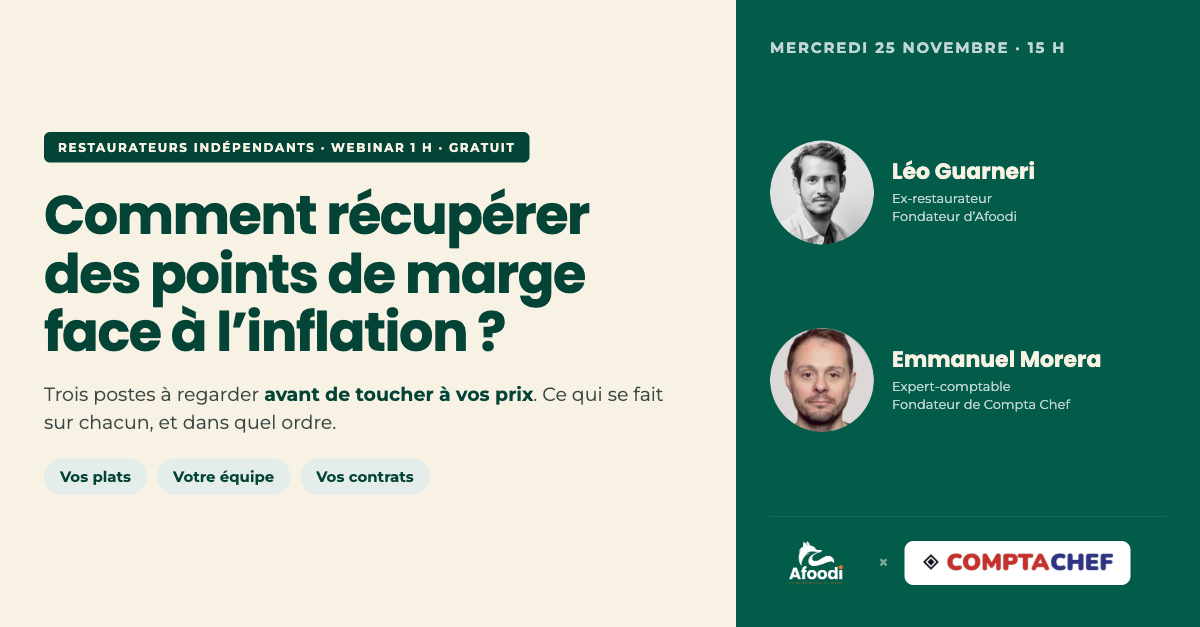 RESTAURATEURS INDÉPENDANTS · WEBINAR 1 H · GRATUIT
Comment récupérer
des points de marge
face à l’inflation ?
Trois postes à regarder avant de toucher à vos prix. Ce qui se fait
sur chacun, et dans quel ordre.
Vos plats
Votre équipe
Vos contrats
MERCREDI 25 NOVEMBRE · 15 H
Léo Guarneri
Ex-restaurateur
Fondateur d’Afoodi
Emmanuel Morera
Expert-comptable
Fondateur de Compta Chef
Afoodi
×
COMPTACHEF